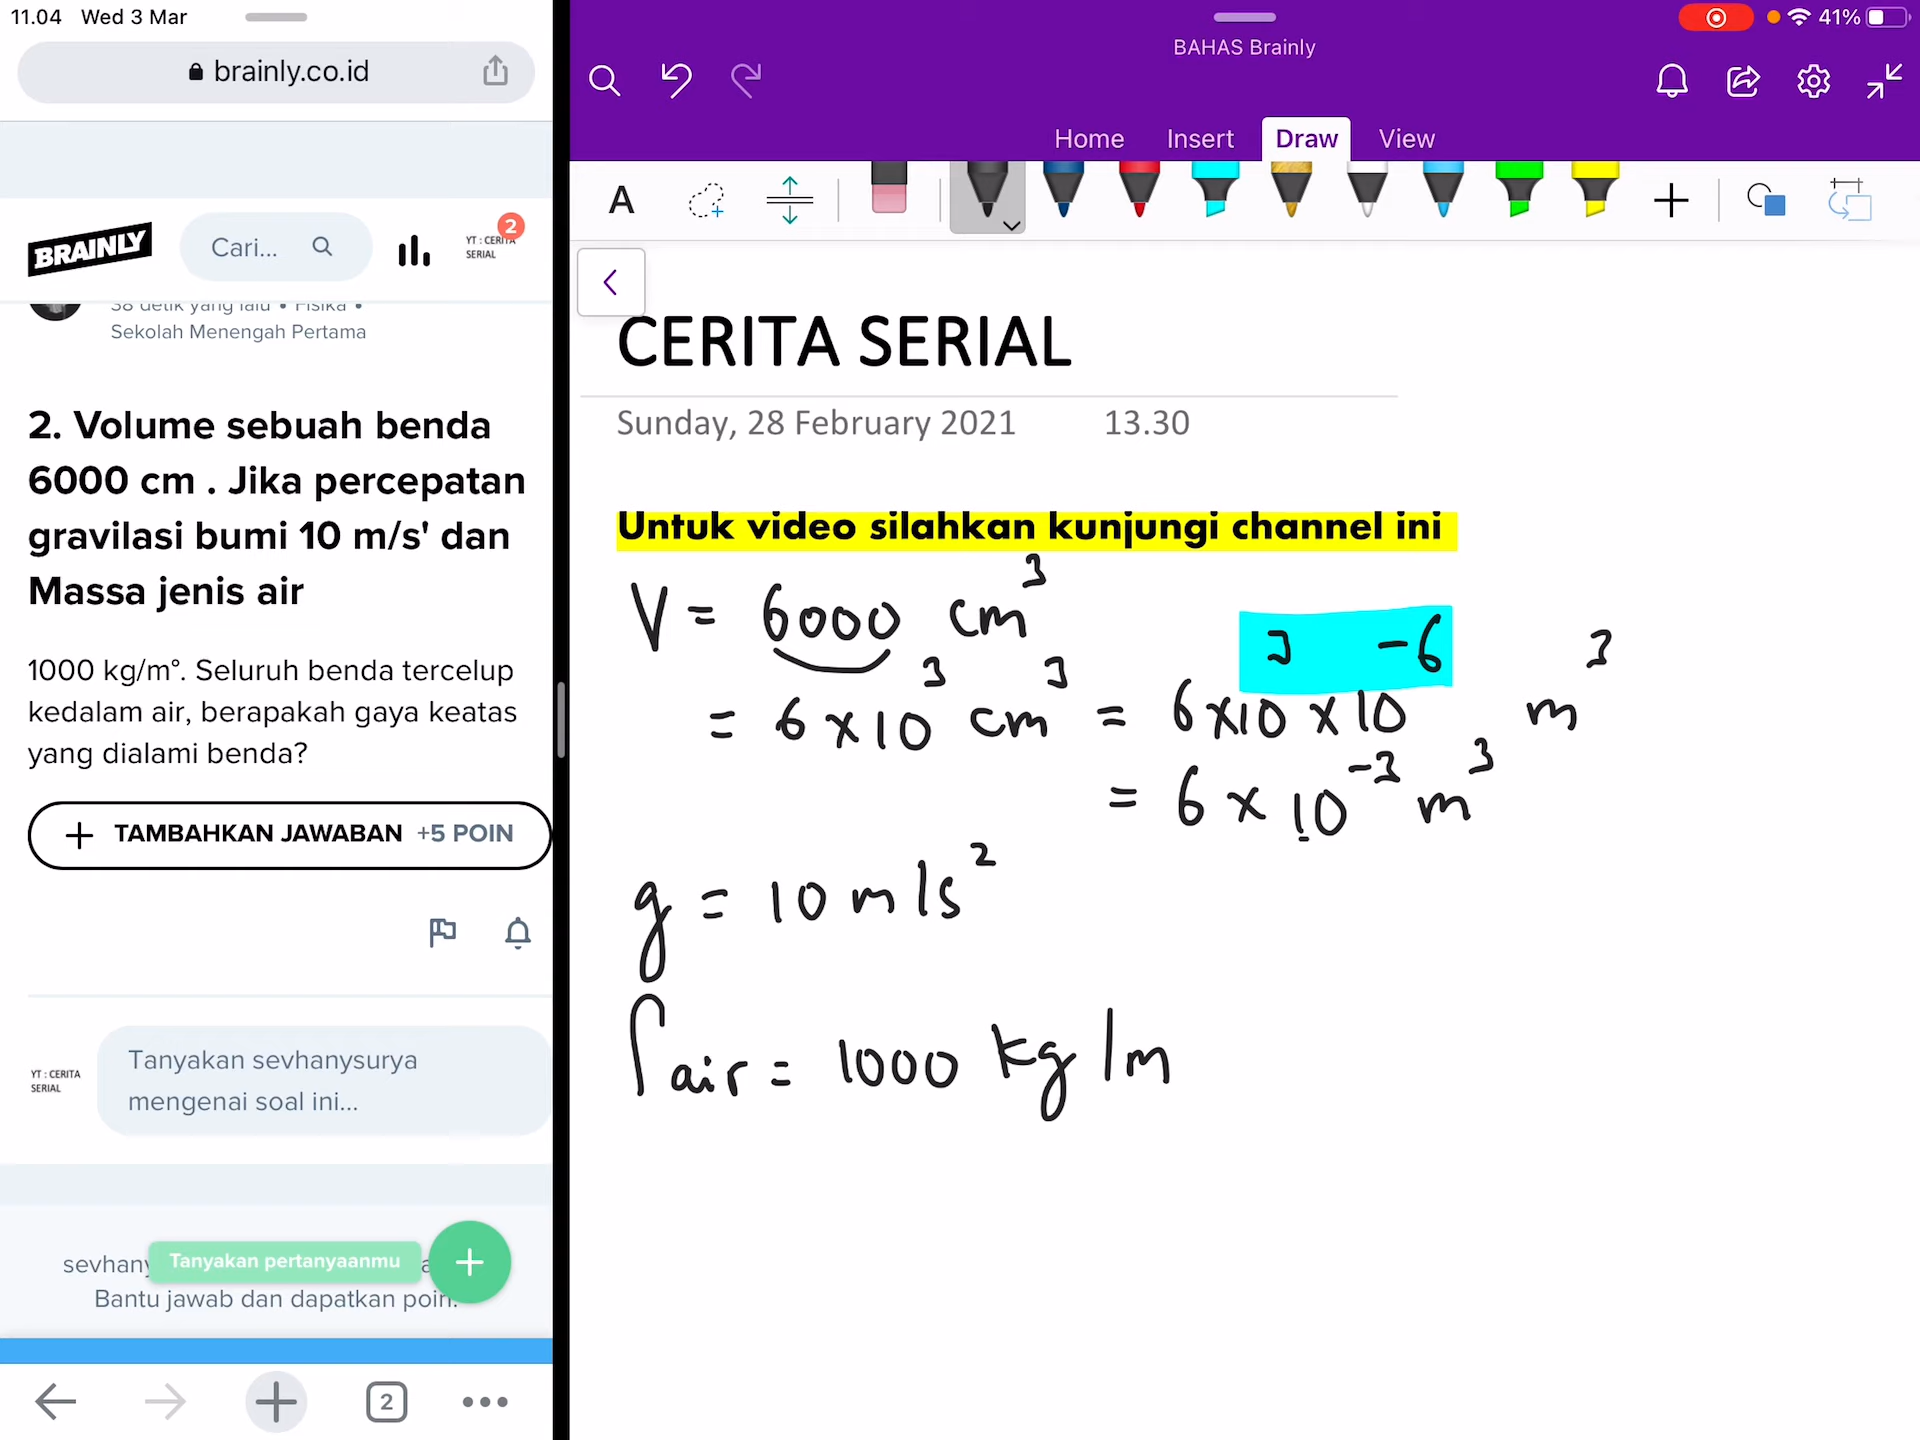 11.04 Wed 3 Mar
brainly.co.id
BRAINLY
Cari...
YT : CERITA
SERIAL
2
Fisika •
Sekolah Menengah Pertama
2. Volume sebuah benda
6000 cm . Jika percepatan
gravilasi bumi 10 m/s' dan
Massa jenis air
1000 kg/m°. Seluruh benda tercelup
kedalam air, berapakah gaya keatas
yang dialami benda?
TAMBAHKAN JAWABAN +5 POIN
YT : CERITA
SERIAL
Tanyakan sevhanysurya
mengenai soal ini...
sevhany
Tanyakan pertanyaanmu
Bantu jawab dan dapatkan poin.
2
41%
BAHAS Brainly
Home Insert Draw View
A
CERITA SERIAL
Sunday, 28 February 2021 13.30
Untuk video silahkan kunjungi channel ini
V = 6000 cm³
= 6 x 10³ cm³ = 6 x 10³ x 10⁻⁶ m³
= 6 x 10⁻³ m³
g = 10 m/s²
ρ air = 1000 kg/m